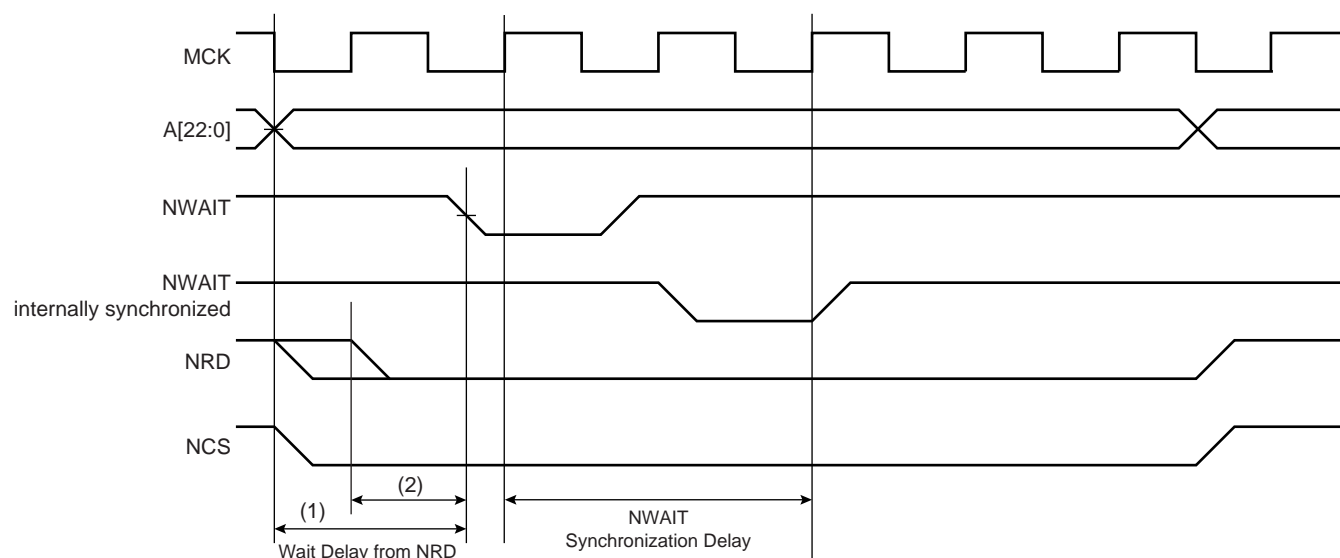 MCK
A[22:0]
NWAIT
NWAIT
internally synchronized
NRD
NCS
(2)
(1)
Wait Delay from NRD
NWAIT
Synchronization Delay